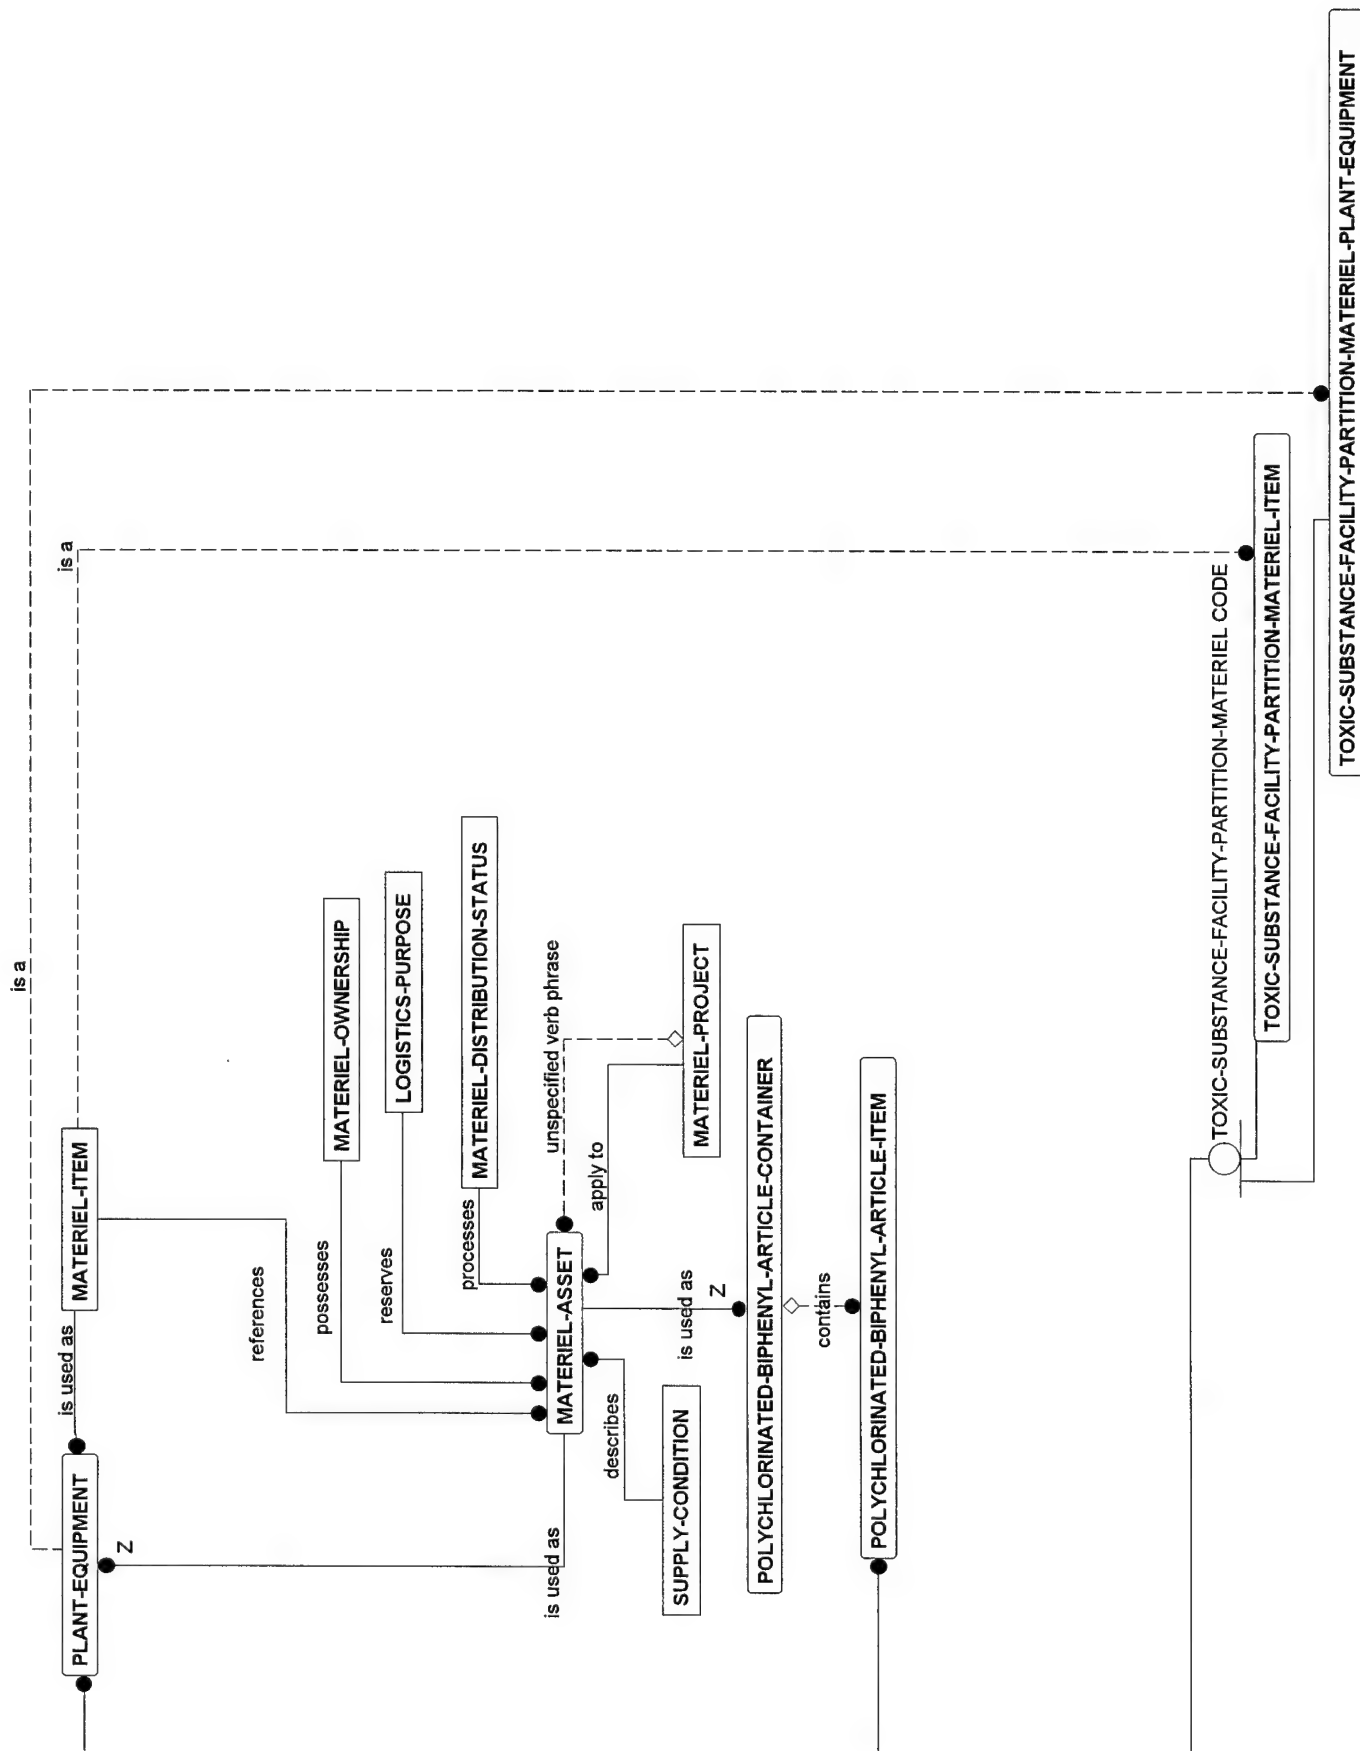 is a
is a
PLANT-EQUIPMENT
is used as
MATERIEL-ITEM
Z
references
possesses
MATERIEL-OWNERSHIP
reserves
LOGISTICS-PURPOSE
processes
MATERIEL-DISTRIBUTION-STATUS
is used as
MATERIEL-ASSET
unspecified verb phrase
describes
apply to
SUPPLY-CONDITION
is used as
Z
MATERIEL-PROJECT
POLYCHLORINATED-BIPHENYL-ARTICLE-CONTAINER
contains
POLYCHLORINATED-BIPHENYL-ARTICLE-ITEM
TOXIC-SUBSTANCE-FACILITY-PARTITION-MATERIEL CODE
TOXIC-SUBSTANCE-FACILITY-PARTITION-MATERIEL-ITEM
TOXIC-SUBSTANCE-FACILITY-PARTITION-MATERIEL-PLANT-EQUIPMENT